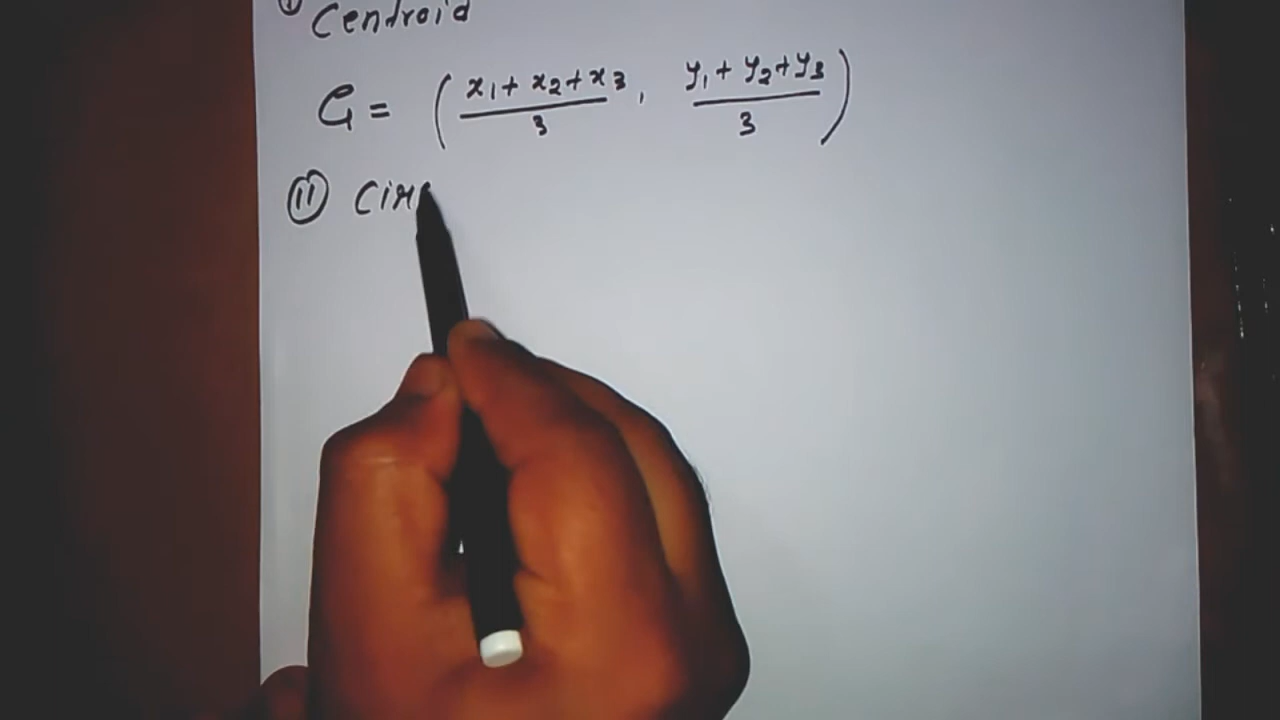 (i) Centroid
G = ( x₁ + x₂ + x₃ / 3 , y₁ + y₂ + y₃ / 3 )
(ii) Circ